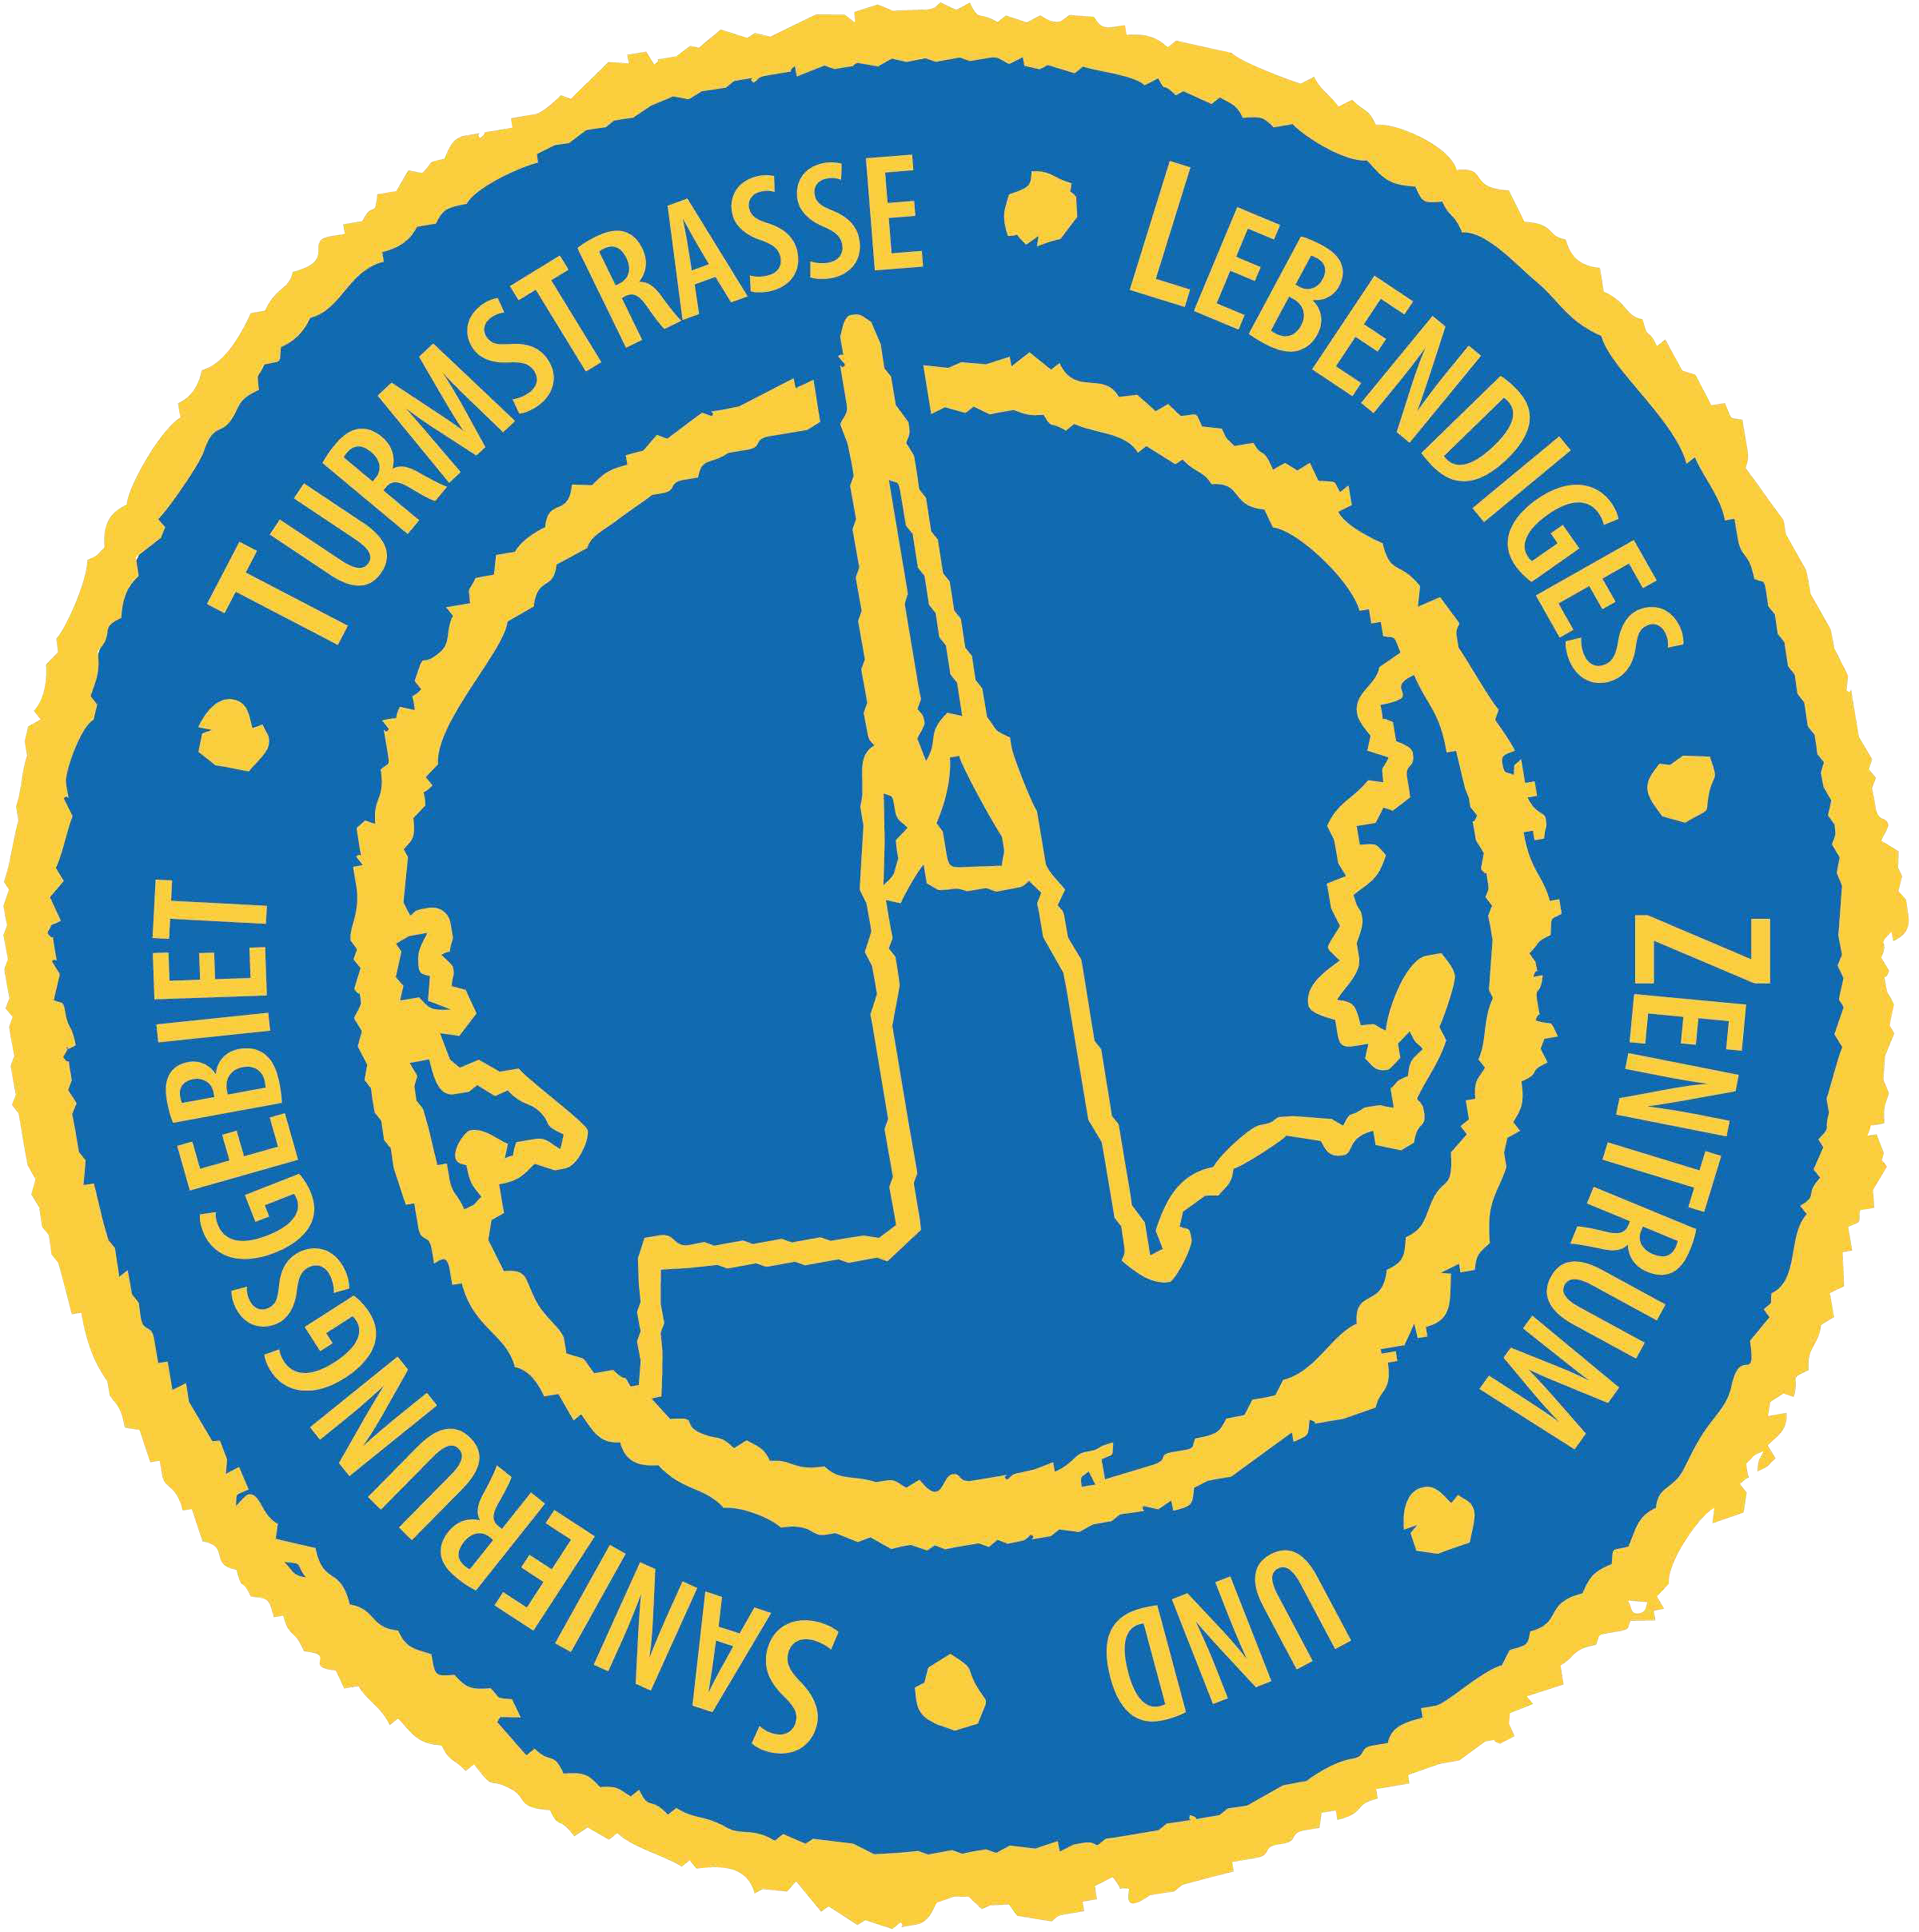 TURMSTRASSE
LEBENDIGES
ZENTRUM
UND
SANIERUNGSGEBIET